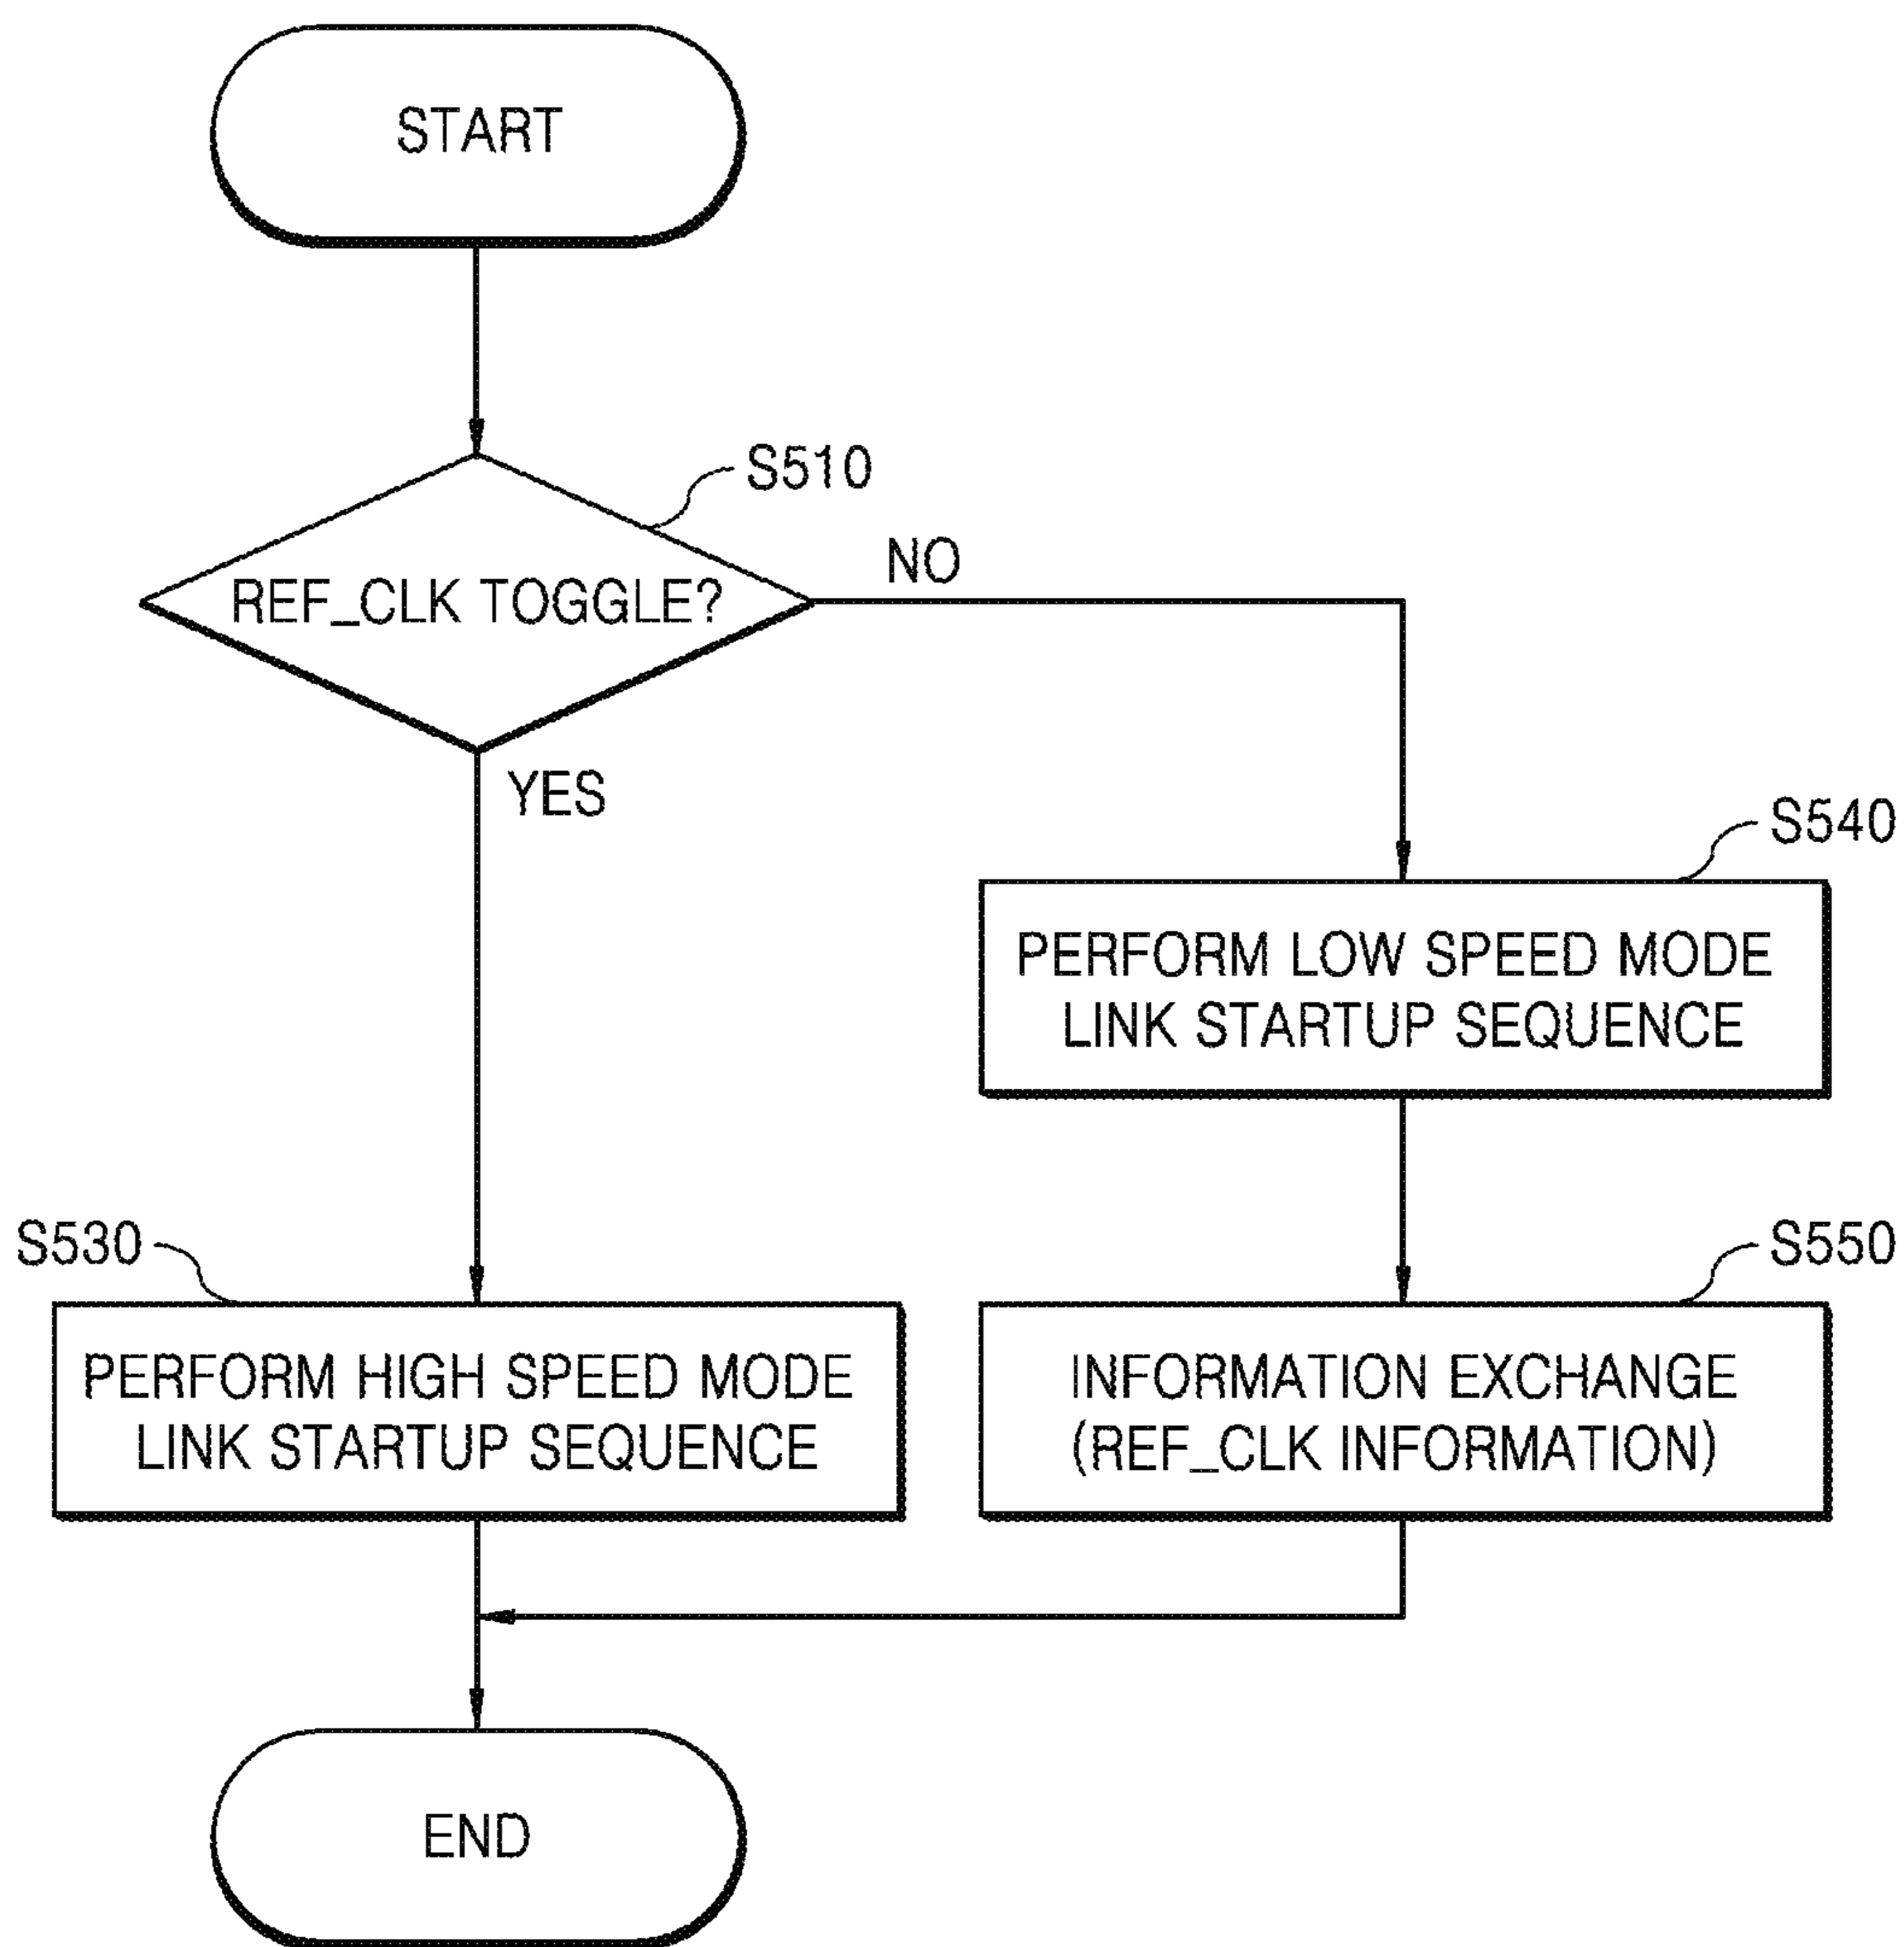 START
S510
REF_CLK TOGGLE?
NO
YES
S540
PERFORM LOW SPEED MODE
LINK STARTUP SEQUENCE
S530
PERFORM HIGH SPEED MODE
LINK STARTUP SEQUENCE
S550
INFORMATION EXCHANGE
(REF_CLK INFORMATION)
END